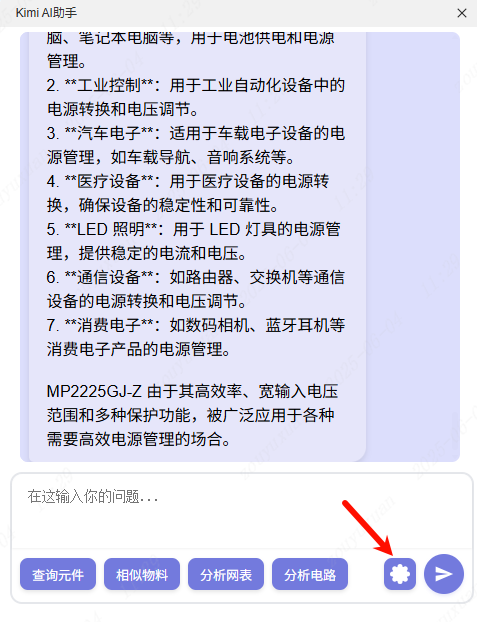 Kimi AI助手
脑、笔记本电脑等，用于电池供电和电源
管理。
2. **工业控制**：用于工业自动化设备中的
电源转换和电压调节。
3. **汽车电子**：适用于车载电子设备的电
源管理，如车载导航、音响系统等。
4. **医疗设备**：用于医疗设备的电源转
换，确保设备的稳定性和可靠性。
5. **LED 照明**：用于 LED 灯具的电源管
理，提供稳定的电流和电压。
6. **通信设备**：如路由器、交换机等通信
设备的电源转换和电压调节。
7. **消费电子**：如数码相机、蓝牙耳机等
消费电子产品的电源管理。
MP2225GJ-Z 由于其高效率、宽输入电压
范围和多种保护功能，被广泛应用于各种
需要高效电源管理的场合。
在这输入你的问题...
查询元件 相似物料 分析网表 分析电路